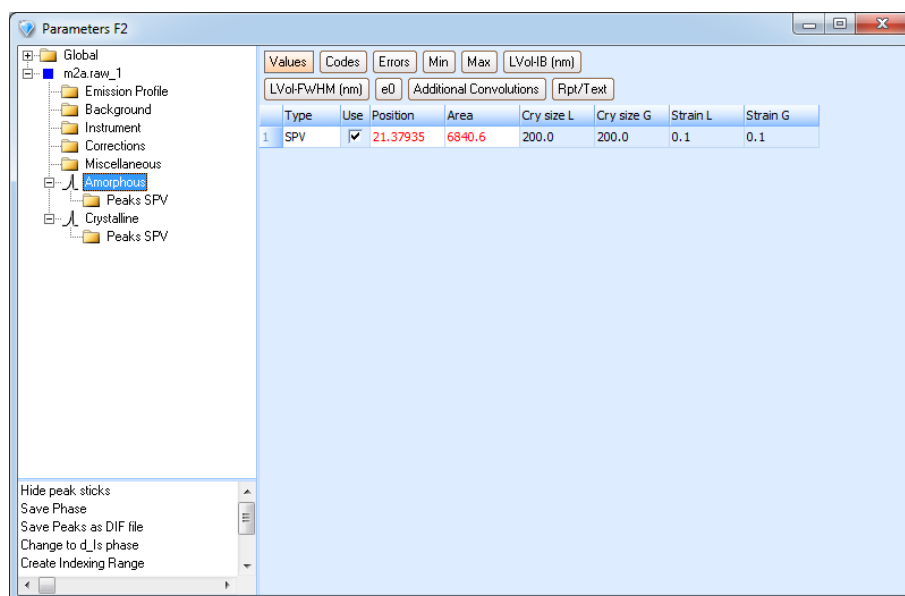 Parameters F2
Global
m2a.raw_1
Emission Profile
Background
Instrument
Corrections
Miscellaneous
Amorphous
Peaks SPV
Crystalline
Peaks SPV
Values Codes Errors Min Max LVol-IB (nm)
LVol-FWHM (nm) e0 Additional Convolutions Rpt/Text
Type Use Position Area Cry size L Cry size G Strain L Strain G
1 SPV 21.37935 6840.6 200.0 200.0 0.1 0.1
Hide peak sticks
Save Phase
Save Peaks as DIF file
Change to d_Is phase
Create Indexing Range